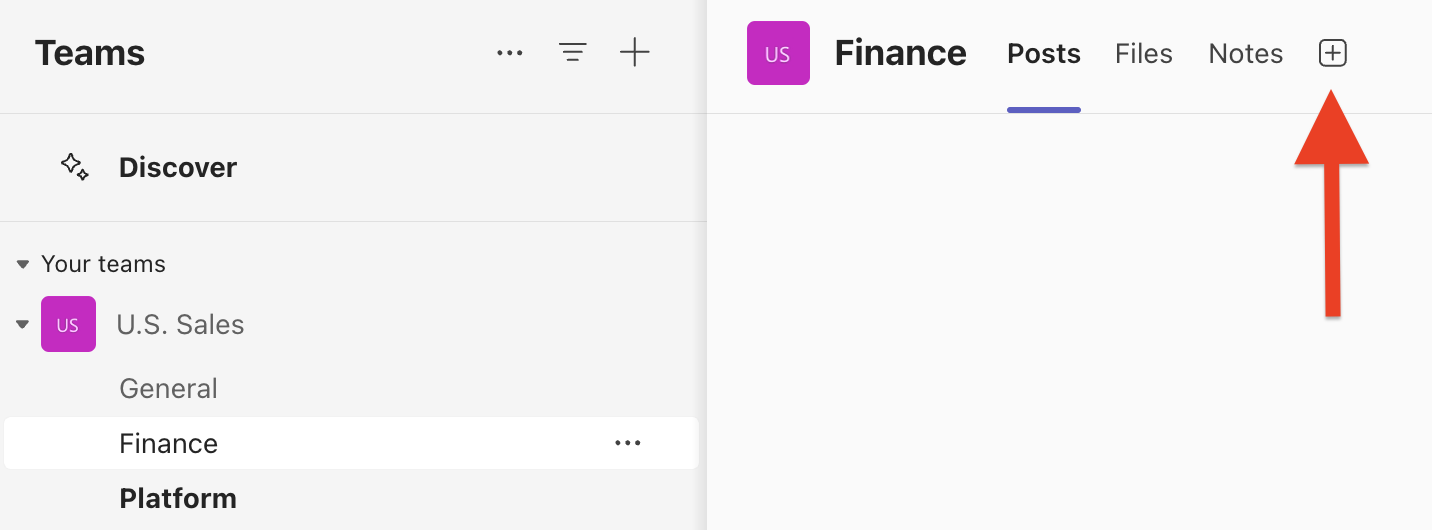 Teams
Discover
Your teams
US U.S. Sales
General
Finance
Platform
US Finance Posts Files Notes